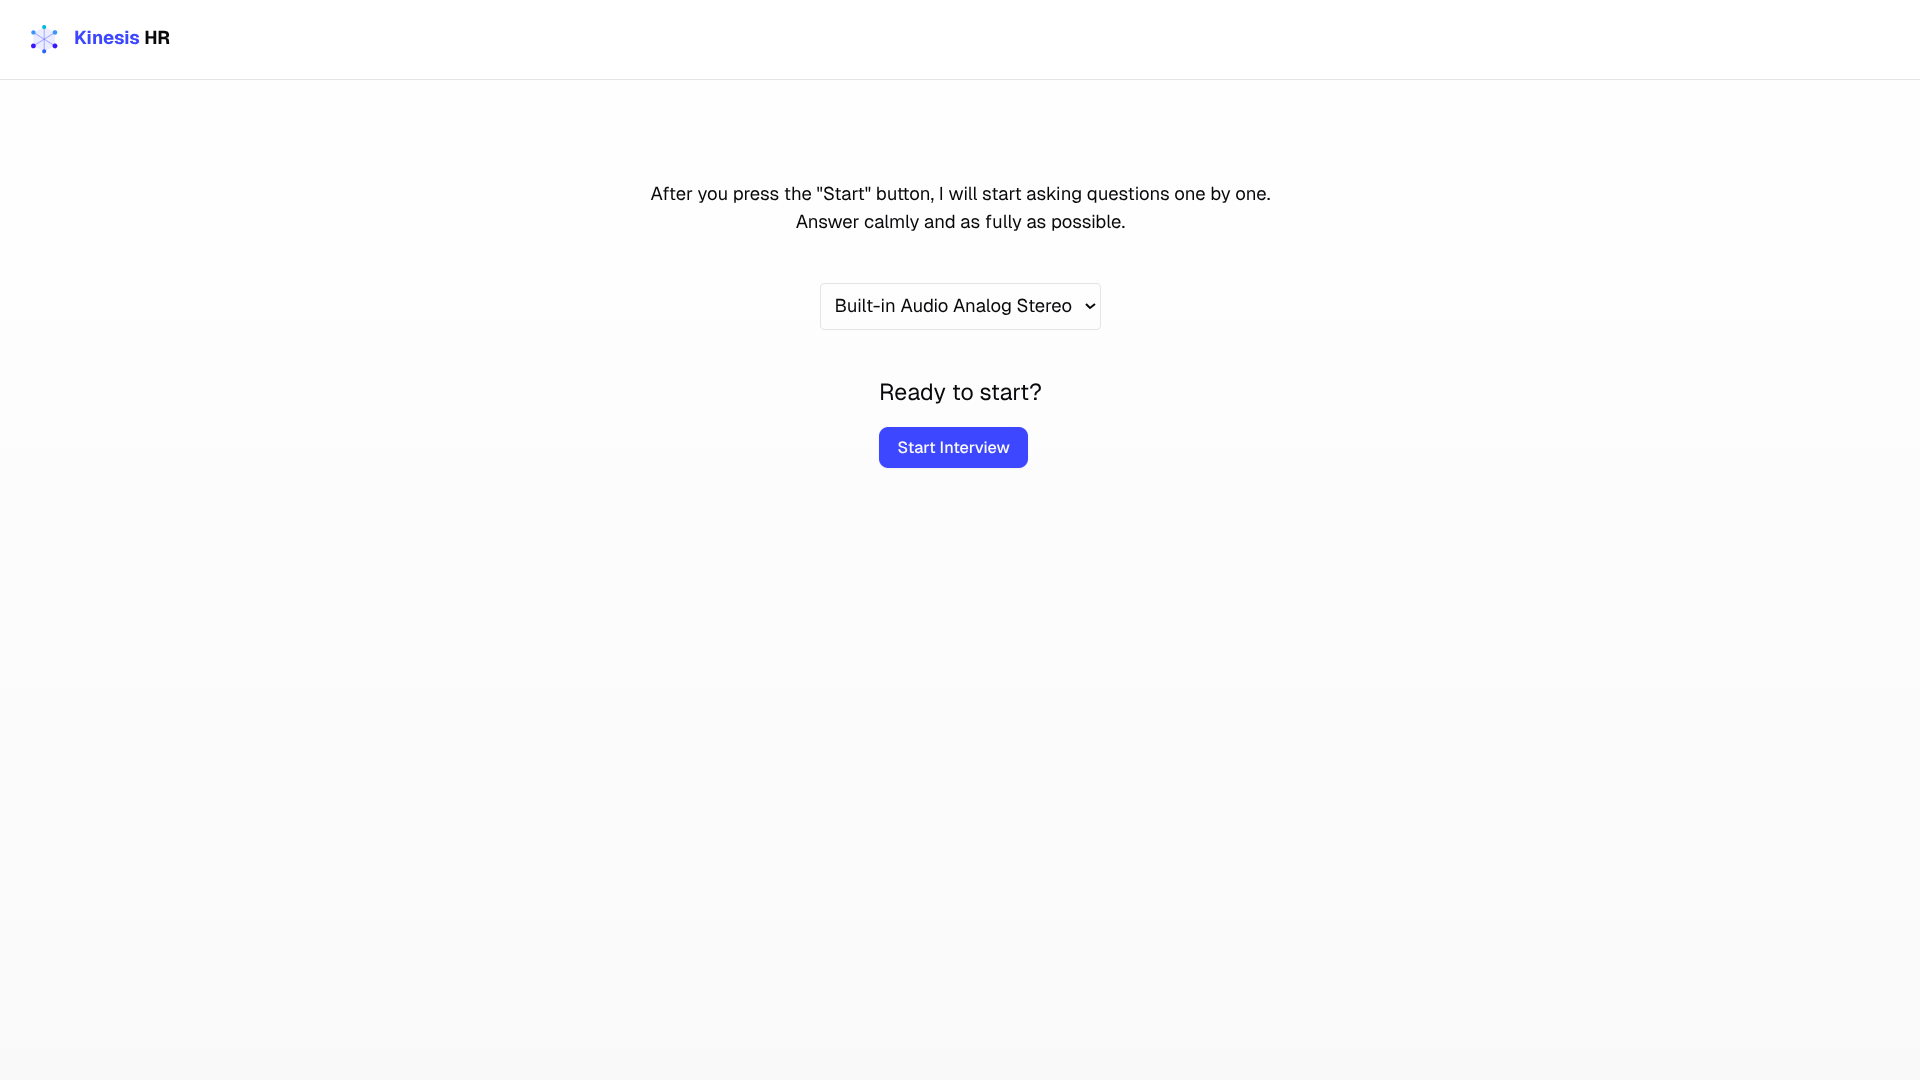 Kinesis HR
After you press the "Start" button, I will start asking questions one by one.
Answer calmly and as fully as possible.
Built-in Audio Analog Stereo
Ready to start?
Start Interview